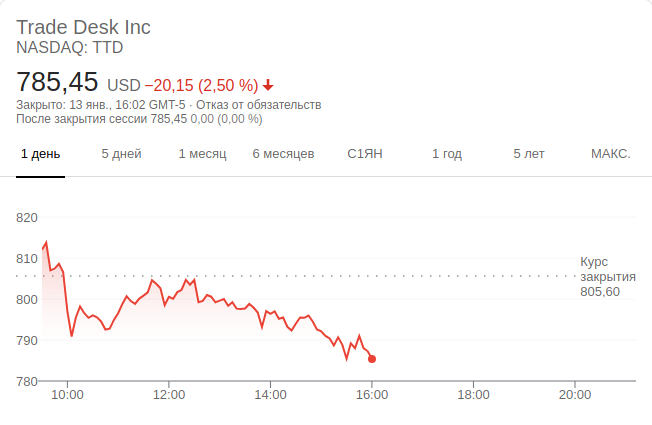 Trade Desk Inc
NASDAQ: TTD
785,45 USD −20,15 (2,50 %)
Закрыто: 13 янв., 16:02 GMT-5 · Отказ от обязательств
После закрытия сессии 785,45 0,00 (0,00 %)
1 день 5 дней 1 месяц 6 месяцев С1ЯН 1 год 5 лет МАКС.
820
810
Курс
закрытия
805,60
800
790
780
10:00 12:00 14:00 16:00 18:00 20:00